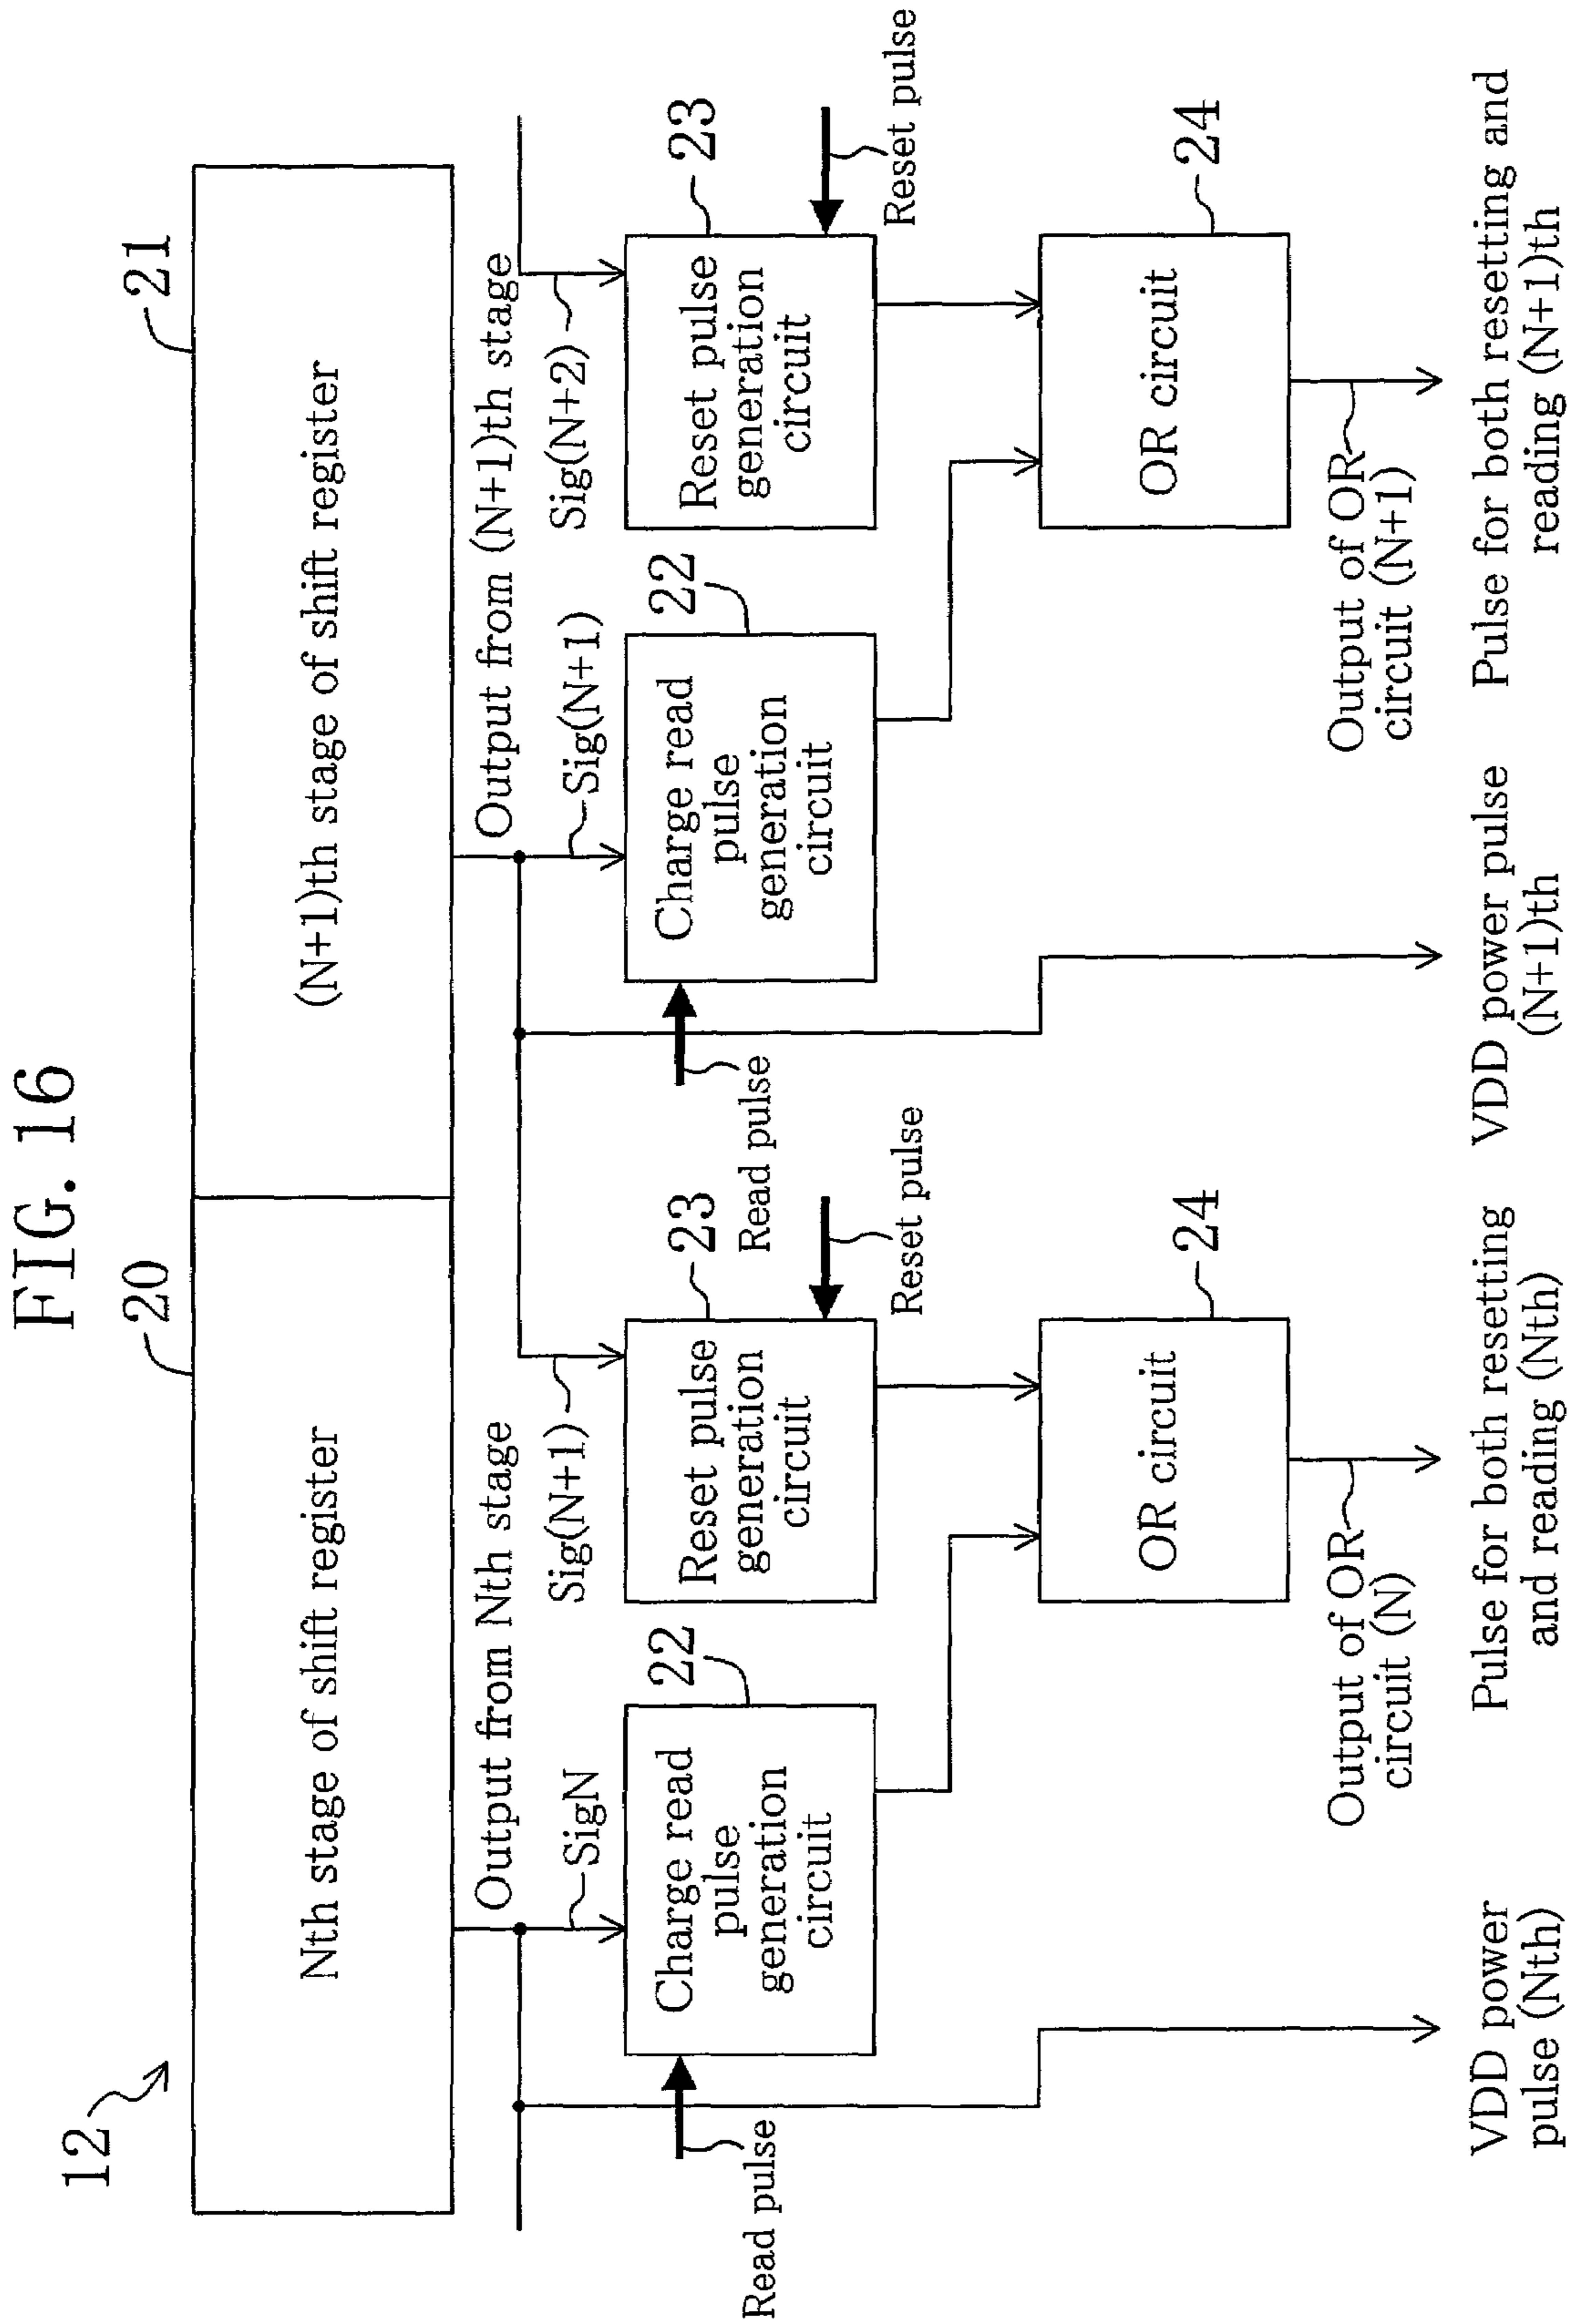 FIG. 16
12
20
21
Nth stage of shift register
(N+1)th stage of shift register
Output from Nth stage
Output from (N+1)th stage
SigN
Sig(N+1)
Sig(N+1)
Sig(N+2)
22
23
22
23
Read pulse
Charge read
pulse
generation
circuit
Reset pulse
generation
circuit
Reset pulse
Read pulse
Charge read
pulse
generation
circuit
Reset pulse
generation
circuit
Reset pulse
24
24
OR circuit
OR circuit
Output of OR
circuit (N)
Output of OR
circuit (N+1)
VDD power
pulse (Nth)
Pulse for both resetting
and reading (Nth)
VDD power pulse
(N+1)th
Pulse for both resetting and
reading (N+1)th